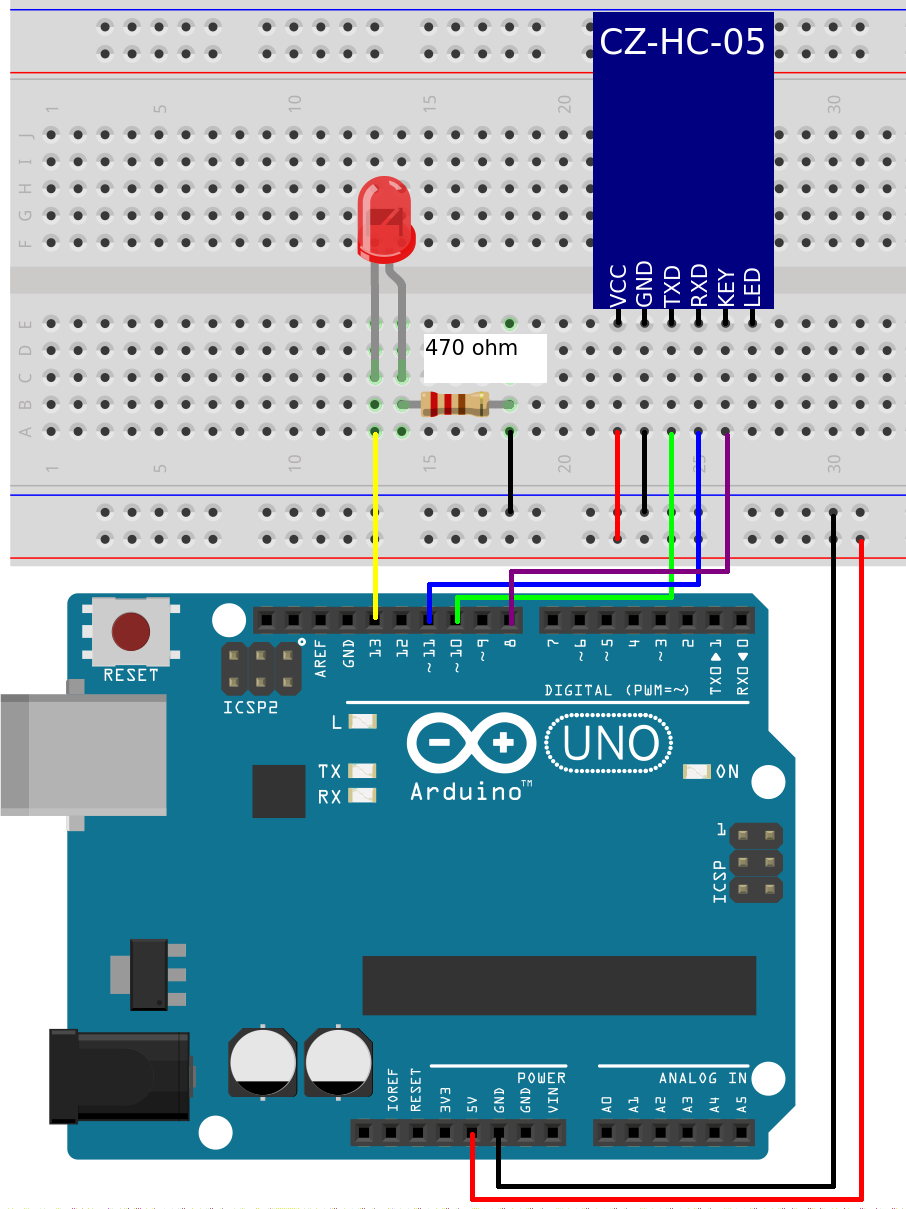 CZ-HC-05
1 5 10 15 20 30
J
I
H
G
F
VCC GND TXD RXD KEY LED
E
D
C
B
A
470 ohm
1 5 10 15 20 25 30
RESET
ICSP2
AREF GND 13 12 ~11 ~10 ~9 8 7 ~6 ~5 4 ~3 2 TX0▶1 RX0◀0
DIGITAL (PWM=~)
L
TX
RX
Arduino™
UNO
ON
1
ICSP
IOREF RESET 3V3 5V GND GND VIN
POWER
ANALOG IN
A0 A1 A2 A3 A4 A5